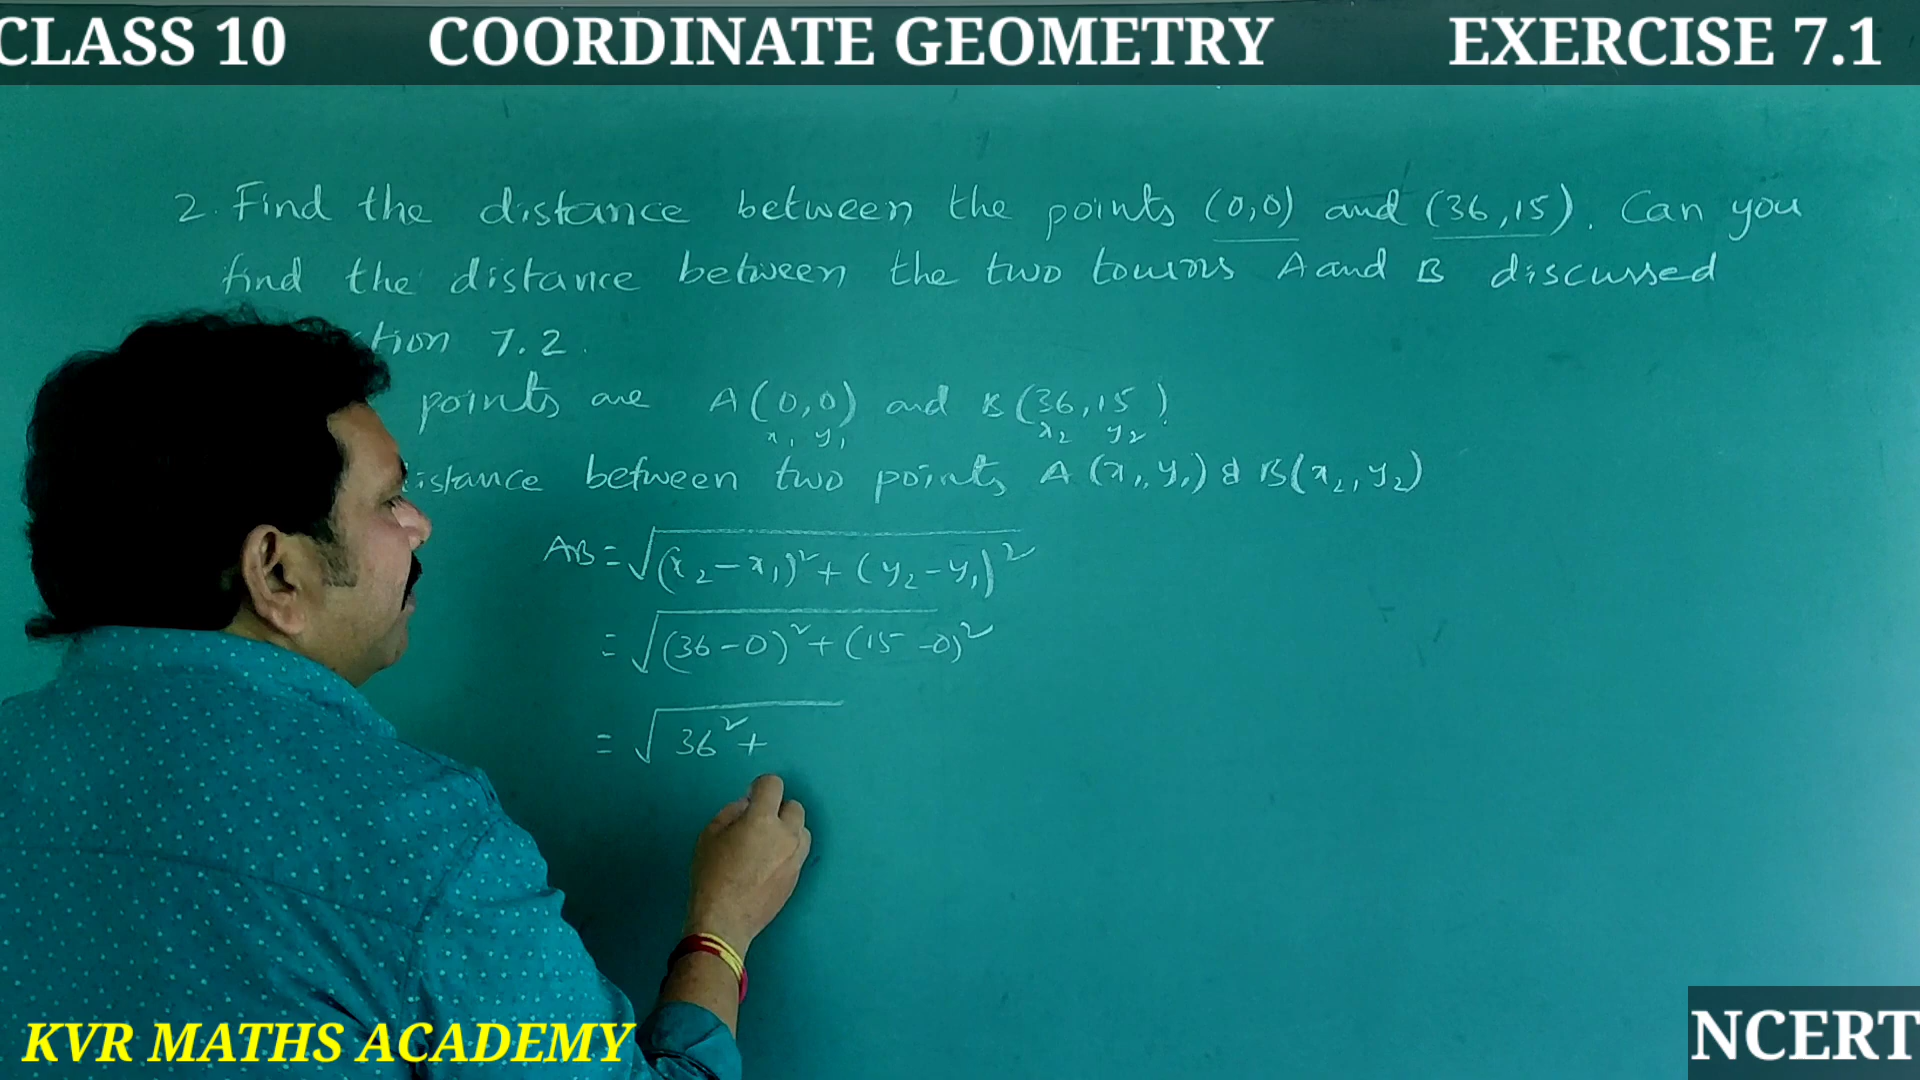 CLASS 10 COORDINATE GEOMETRY EXERCISE 7.1
2. Find the distance between the points (0,0) and (36,15). Can you
find the distance between the two towns A and B discussed
tion 7.2.
points are A(0,0) and B(36,15)
x₁ y₁ x₂ y₂
istance between two points A(x₁,y₁) & B(x₂,y₂)
AB=√(x₂-x₁)²+(y₂-y₁)²
=√(36-0)²+(15-0)²
=√36²+
KVR MATHS ACADEMY
NCERT